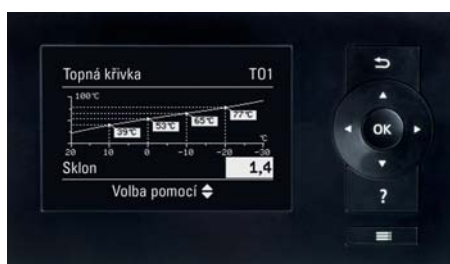 Topná křivka T01
100°C
39℃ 53℃ 65℃ 77℃
°C
20 10 0 -10 -20 -30
Sklon 1,4
Volba pomocí
OK
?